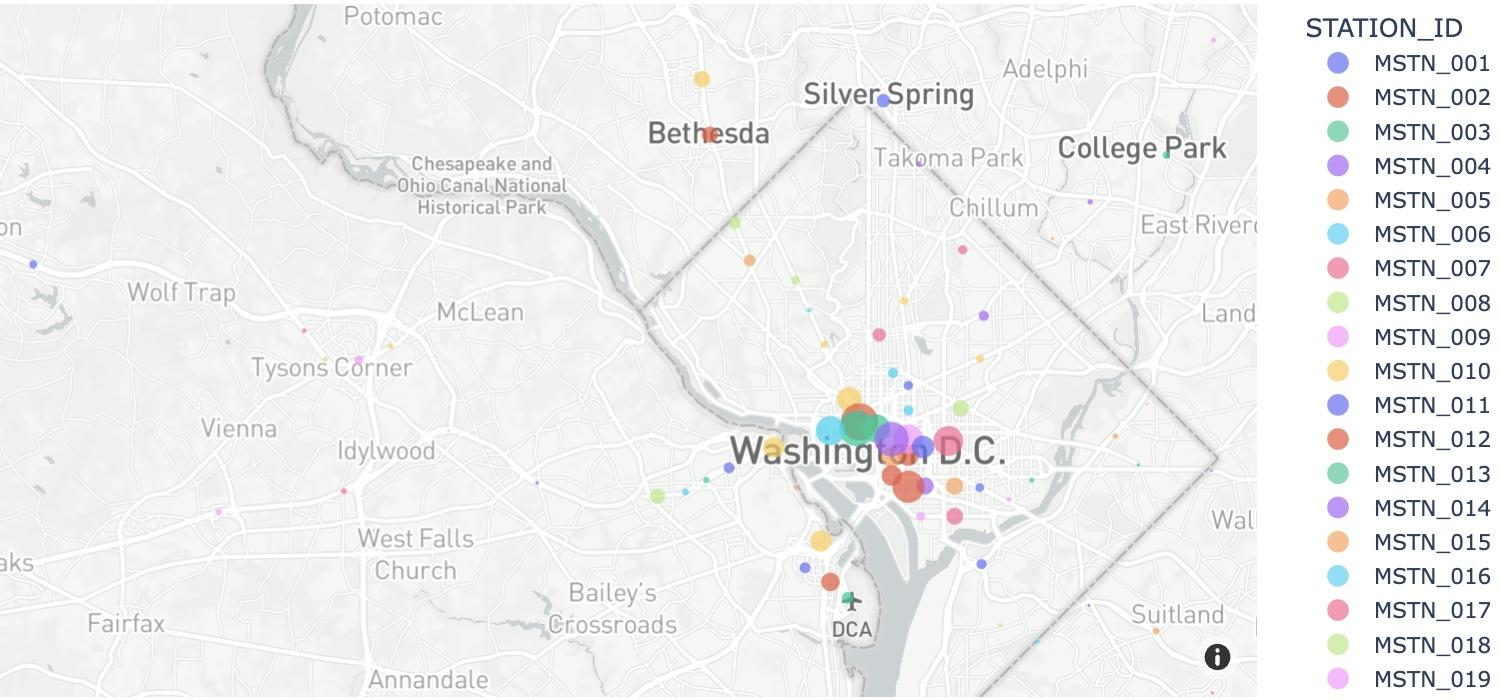 Potomac
Adelphi
Silver Spring
Bethesda
College Park
Takoma Park
Chesapeake and
Ohio Canal National
Historical Park
Chillum
East River
on
Wolf Trap
McLean
Land
Tysons Corner
Vienna
Idylwood
Washington D.C.
West Falls
Church
Wal
aks
Bailey's
Crossroads
Fairfax
Suitland
DCA
Annandale
STATION_ID
MSTN_001
MSTN_002
MSTN_003
MSTN_004
MSTN_005
MSTN_006
MSTN_007
MSTN_008
MSTN_009
MSTN_010
MSTN_011
MSTN_012
MSTN_013
MSTN_014
MSTN_015
MSTN_016
MSTN_017
MSTN_018
MSTN_019